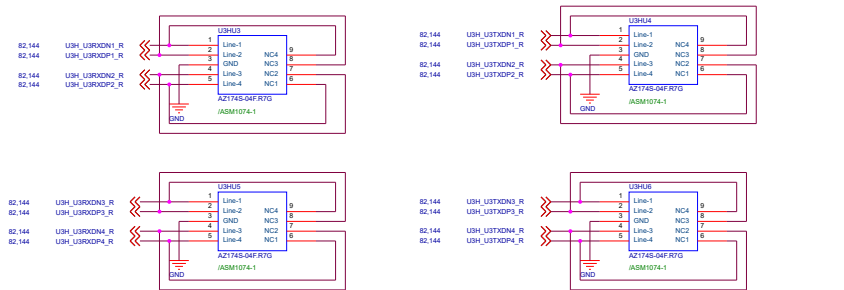 U3HU3
82,144 U3H_U3RXDN1_R 1 Line-1
82,144 U3H_U3RXDP1_R 2 Line-2 NC4 9
3 GND NC3 8
82,144 U3H_U3RXDN2_R 4 Line-3 NC2 7
82,144 U3H_U3RXDP2_R 5 Line-4 NC1 6
AZ174S-04F.R7G
/ASM1074-1
GND
U3HU4
82,144 U3H_U3TXDN1_R 1 Line-1
82,144 U3H_U3TXDP1_R 2 Line-2 NC4 9
3 GND NC3 8
82,144 U3H_U3TXDN2_R 4 Line-3 NC2 7
82,144 U3H_U3TXDP2_R 5 Line-4 NC1 6
AZ174S-04F.R7G
/ASM1074-1
GND
U3HU5
82,144 U3H_U3RXDN3_R 1 Line-1
82,144 U3H_U3RXDP3_R 2 Line-2 NC4 9
3 GND NC3 8
82,144 U3H_U3RXDN4_R 4 Line-3 NC2 7
82,144 U3H_U3RXDP4_R 5 Line-4 NC1 6
AZ174S-04F.R7G
/ASM1074-1
GND
U3HU6
82,144 U3H_U3TXDN3_R 1 Line-1
82,144 U3H_U3TXDP3_R 2 Line-2 NC4 9
3 GND NC3 8
82,144 U3H_U3TXDN4_R 4 Line-3 NC2 7
82,144 U3H_U3TXDP4_R 5 Line-4 NC1 6
AZ174S-04F.R7G
/ASM1074-1
GND